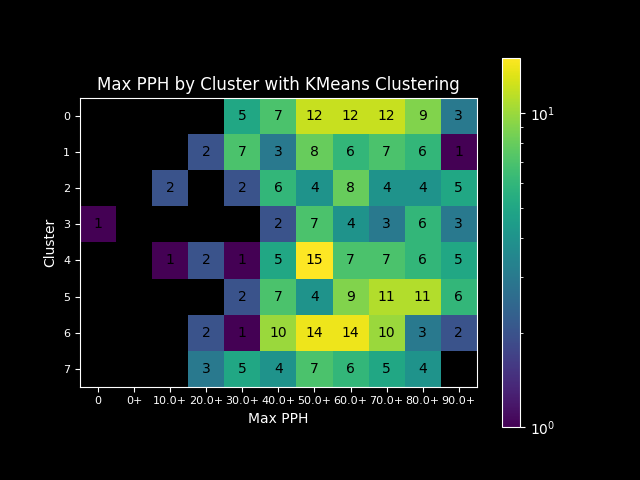 Max PPH by Cluster with KMeans Clustering
Cluster
0 5 7 12 12 12 9 3
1 2 7 3 8 6 7 6 1
2 2 2 6 4 8 4 4 5
3 1 2 7 4 3 6 3
4 1 2 1 5 15 7 7 6 5
5 2 7 4 9 11 11 6
6 2 1 10 14 14 10 3 2
7 3 5 4 7 6 5 4
0 0+ 10.0+ 20.0+ 30.0+ 40.0+ 50.0+ 60.0+ 70.0+ 80.0+ 90.0+
Max PPH
10¹
10⁰